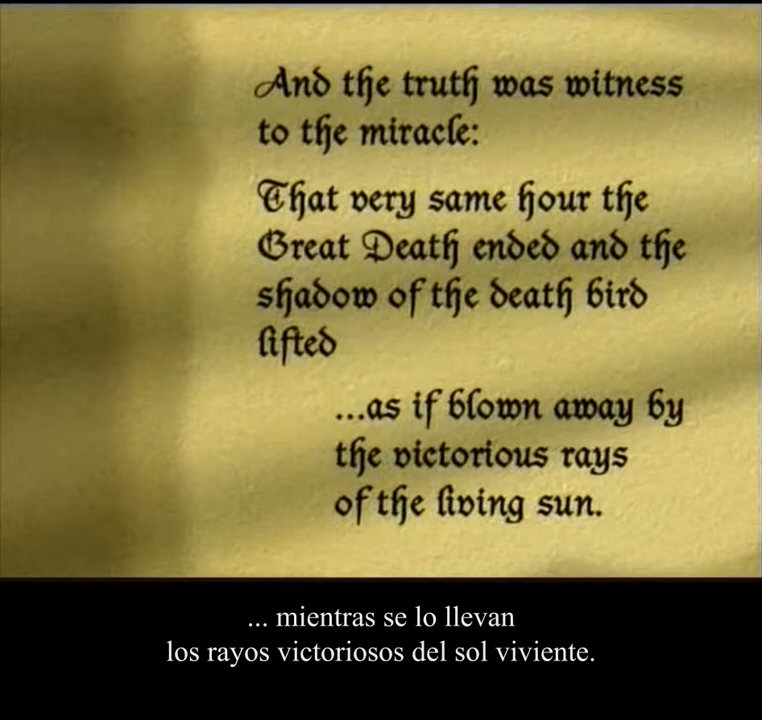 And the truth was witness
to the miracle:
That very same hour the
Great Death ended and the
shadow of the death bird
lifted
...as if blown away by
the victorious rays
of the living sun.
... mientras se lo llevan
los rayos victoriosos del sol viviente.